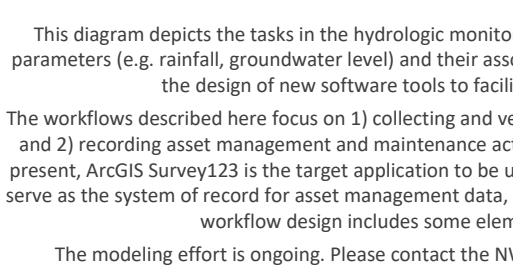 This diagram depicts the tasks in the hydrologic monito
parameters (e.g. rainfall, groundwater level) and their asso
the design of new software tools to facili
The workflows described here focus on 1) collecting and ve
and 2) recording asset management and maintenance act
present, ArcGIS Survey123 is the target application to be u
serve as the system of record for asset management data,
workflow design includes some elem
The modeling effort is ongoing. Please contact the NW